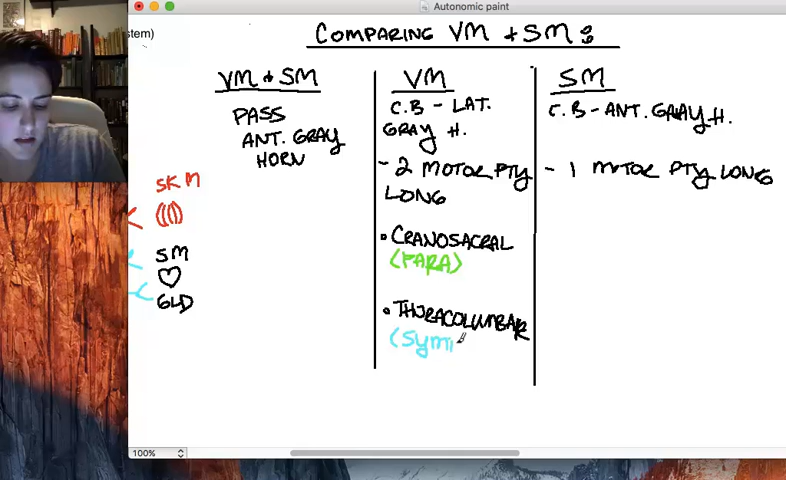 Autonomic paint
stem)
COMPARING VM + SM :
VM + SM
PASS
ANT. GRAY
HORN
VM
C.B - LAT.
GRAY H.
- 2 MOTOR PTY
LONG
• CRANOSACRAL
(PARA)
• THORACOLUMBAR
(Sym
SM
C.B - ANT. GRAY H.
- 1 MOTOR PTY LONG
SKM
SM
GLD
100%